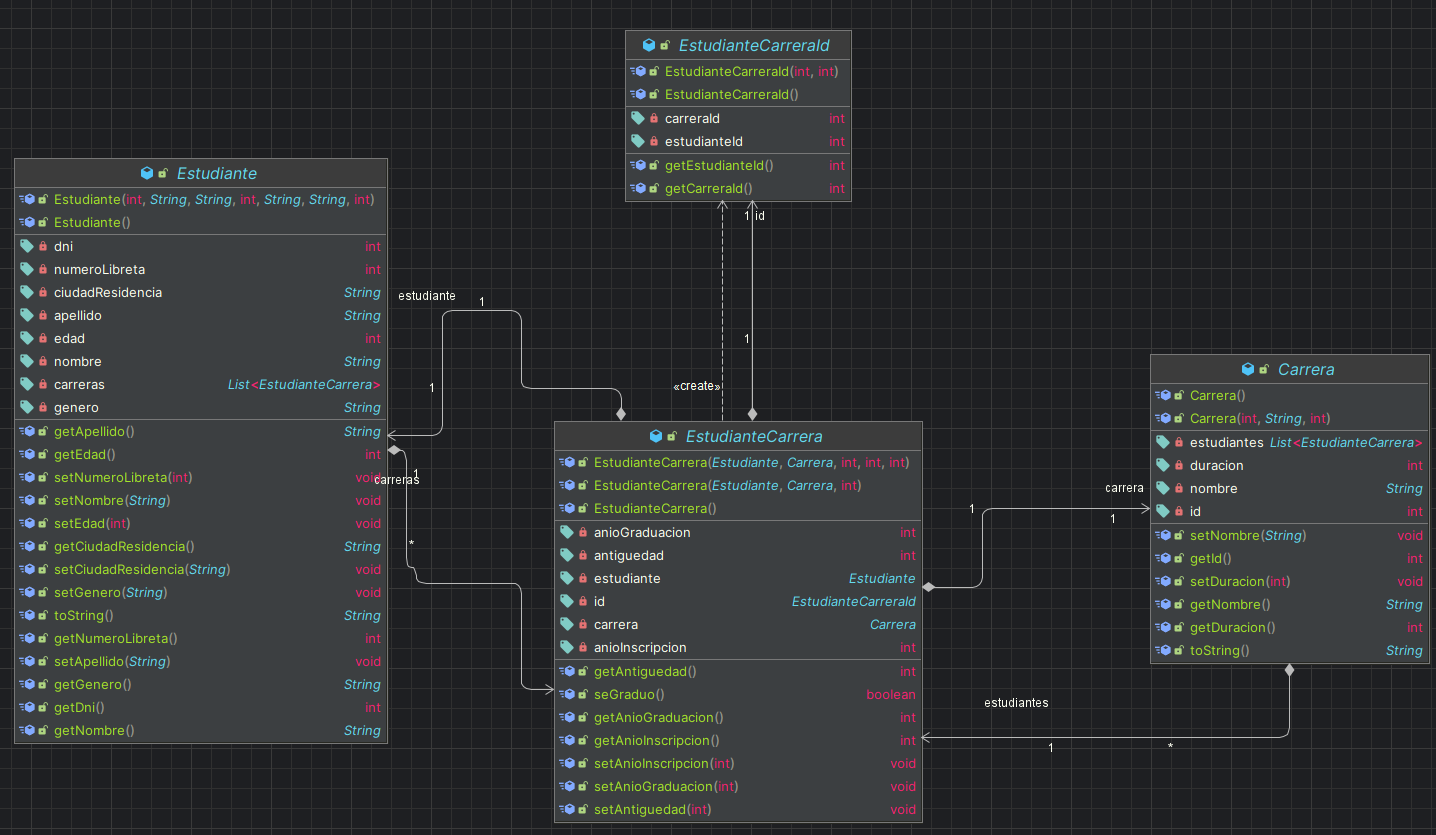 EstudianteCarreraId
EstudianteCarreraId(int, int)
EstudianteCarreraId()
carreraId int
estudianteId int
getEstudianteId() int
getCarreraId() int
Estudiante
Estudiante(int, String, String, int, String, String, int)
Estudiante()
dni int
numeroLibreta int
ciudadResidencia String
apellido String
edad int
nombre String
carreras List<EstudianteCarrera>
genero String
getApellido() String
getEdad() int
setNumeroLibreta(int) void
setNombre(String) void
setEdad(int) void
getCiudadResidencia() String
setCiudadResidencia(String) void
setGenero(String) void
toString() String
getNumeroLibreta() int
setApellido(String) void
getGenero() String
getDni() int
getNombre() String
estudiante
1
1
1
carreras
*
1 id
1
«create»
EstudianteCarrera
EstudianteCarrera(Estudiante, Carrera, int, int, int)
EstudianteCarrera(Estudiante, Carrera, int)
EstudianteCarrera()
anioGraduacion int
antiguedad int
estudiante Estudiante
id EstudianteCarreraId
carrera Carrera
anioInscripcion int
getAntiguedad() int
seGraduo() boolean
getAnioGraduacion() int
getAnioInscripcion() int
setAnioInscripcion(int) void
setAnioGraduacion(int) void
setAntiguedad(int) void
carrera
1
1
Carrera
Carrera()
Carrera(int, String, int)
estudiantes List<EstudianteCarrera>
duracion int
nombre String
id int
setNombre(String) void
getId() int
setDuracion(int) void
getNombre() String
getDuracion() int
toString() String
estudiantes
1
*